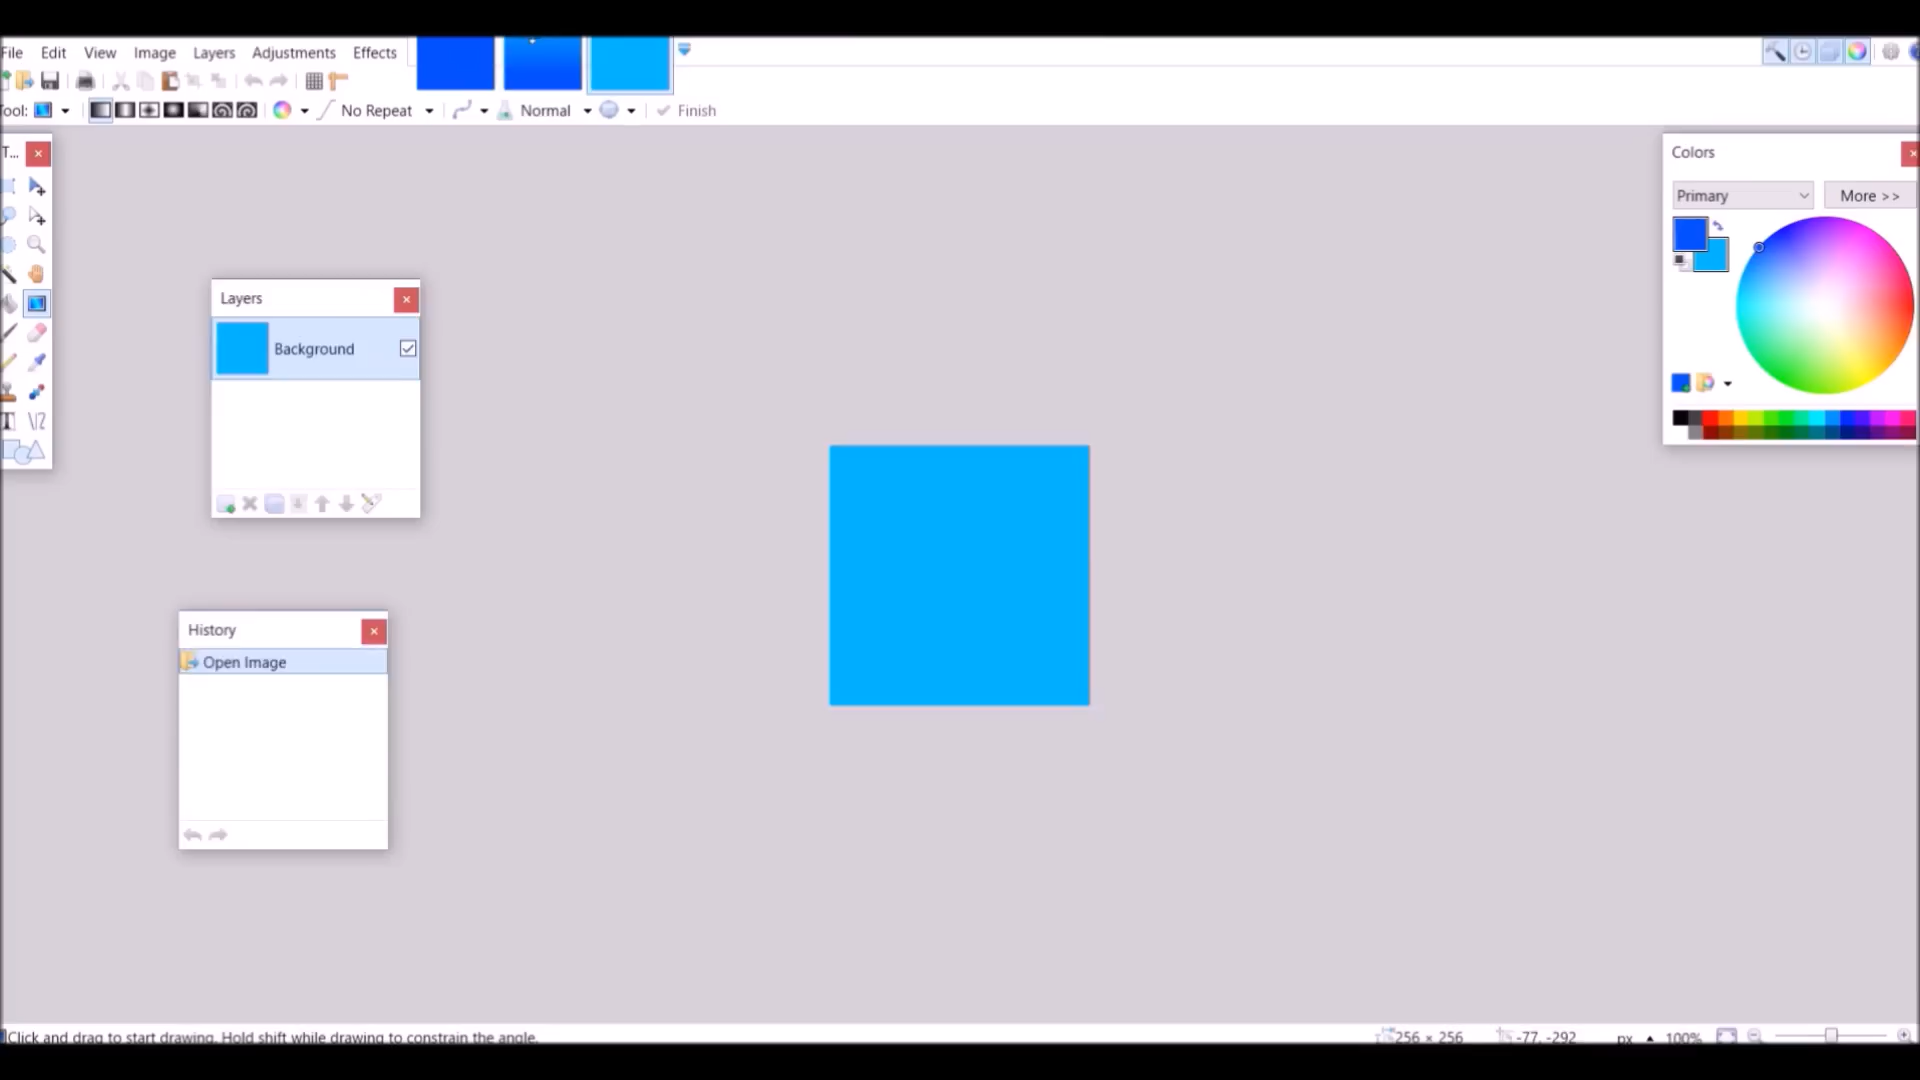 File Edit View Image Layers Adjustments Effects
Tool: No Repeat Normal Finish
T...
Colors
Primary More >>
Layers
Background
History
Open Image
Click and drag to start drawing. Hold shift while drawing to constrain the angle.
256 × 256 -77, -292 px 100%